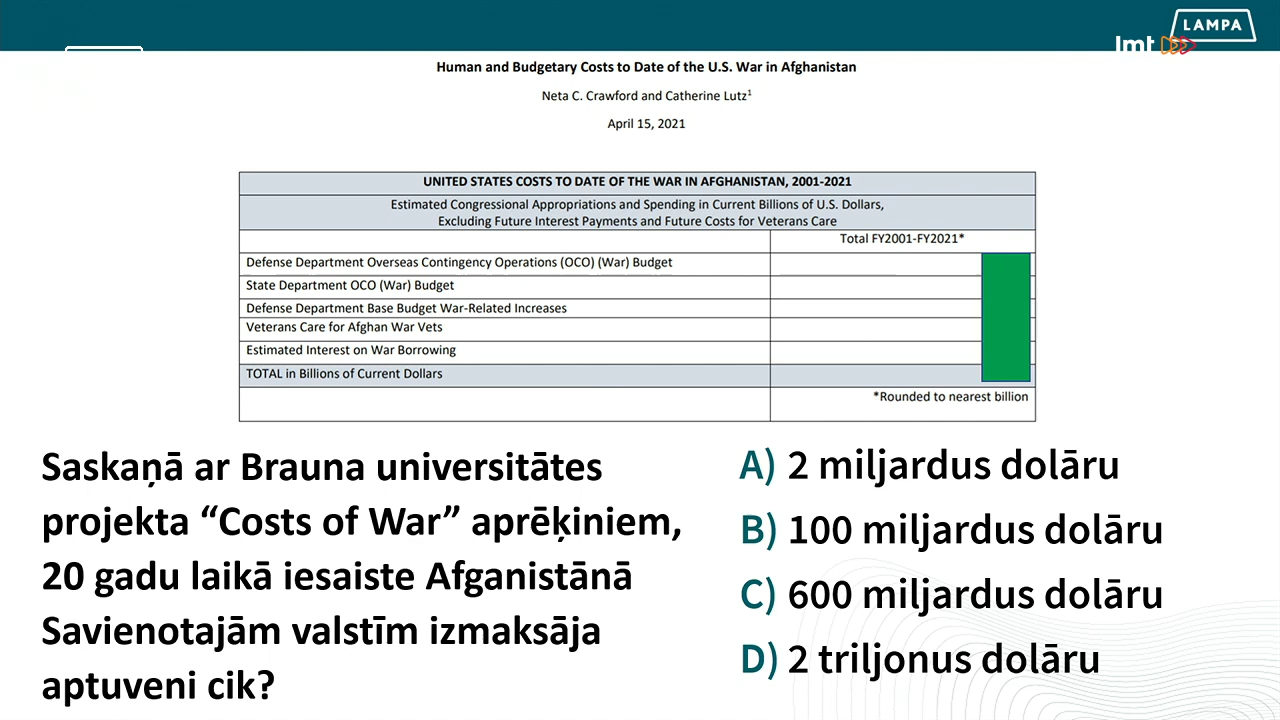 LAMPA
lmt
Human and Budgetary Costs to Date of the U.S. War in Afghanistan
Neta C. Crawford and Catherine Lutz¹
April 15, 2021
UNITED STATES COSTS TO DATE OF THE WAR IN AFGHANISTAN, 2001-2021
Estimated Congressional Appropriations and Spending in Current Billions of U.S. Dollars,
Excluding Future Interest Payments and Future Costs for Veterans Care
Total FY2001-FY2021*
Defense Department Overseas Contingency Operations (OCO) (War) Budget
State Department OCO (War) Budget
Defense Department Base Budget War-Related Increases
Veterans Care for Afghan War Vets
Estimated Interest on War Borrowing
TOTAL in Billions of Current Dollars
*Rounded to nearest billion
Saskaņā ar Brauna universitātes
projekta “Costs of War” aprēķiniem,
20 gadu laikā iesaiste Afganistānā
Savienotajām valstīm izmaksāja
aptuveni cik?
A) 2 miljardus dolāru
B) 100 miljardus dolāru
C) 600 miljardus dolāru
D) 2 triljonus dolāru